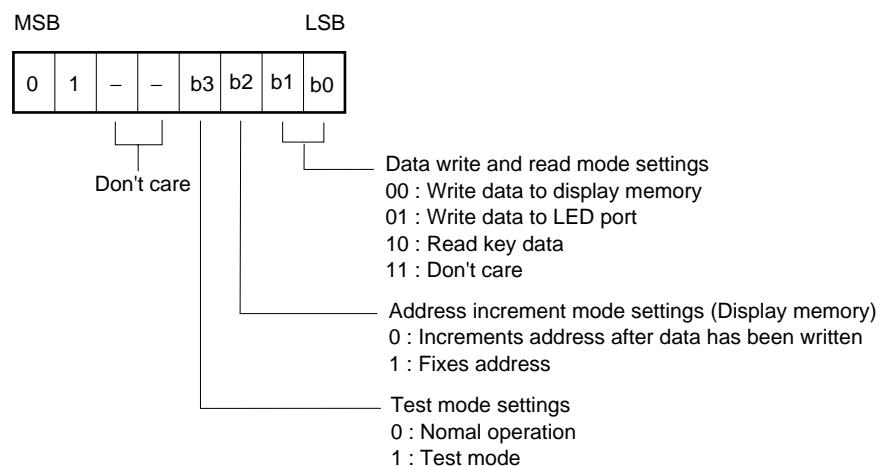 MSB LSB
0 1 – – b3 b2 b1 b0
Don't care
Data write and read mode settings
00 : Write data to display memory
01 : Write data to LED port
10 : Read key data
11 : Don't care
Address increment mode settings (Display memory)
0 : Increments address after data has been written
1 : Fixes address
Test mode settings
0 : Nomal operation
1 : Test mode